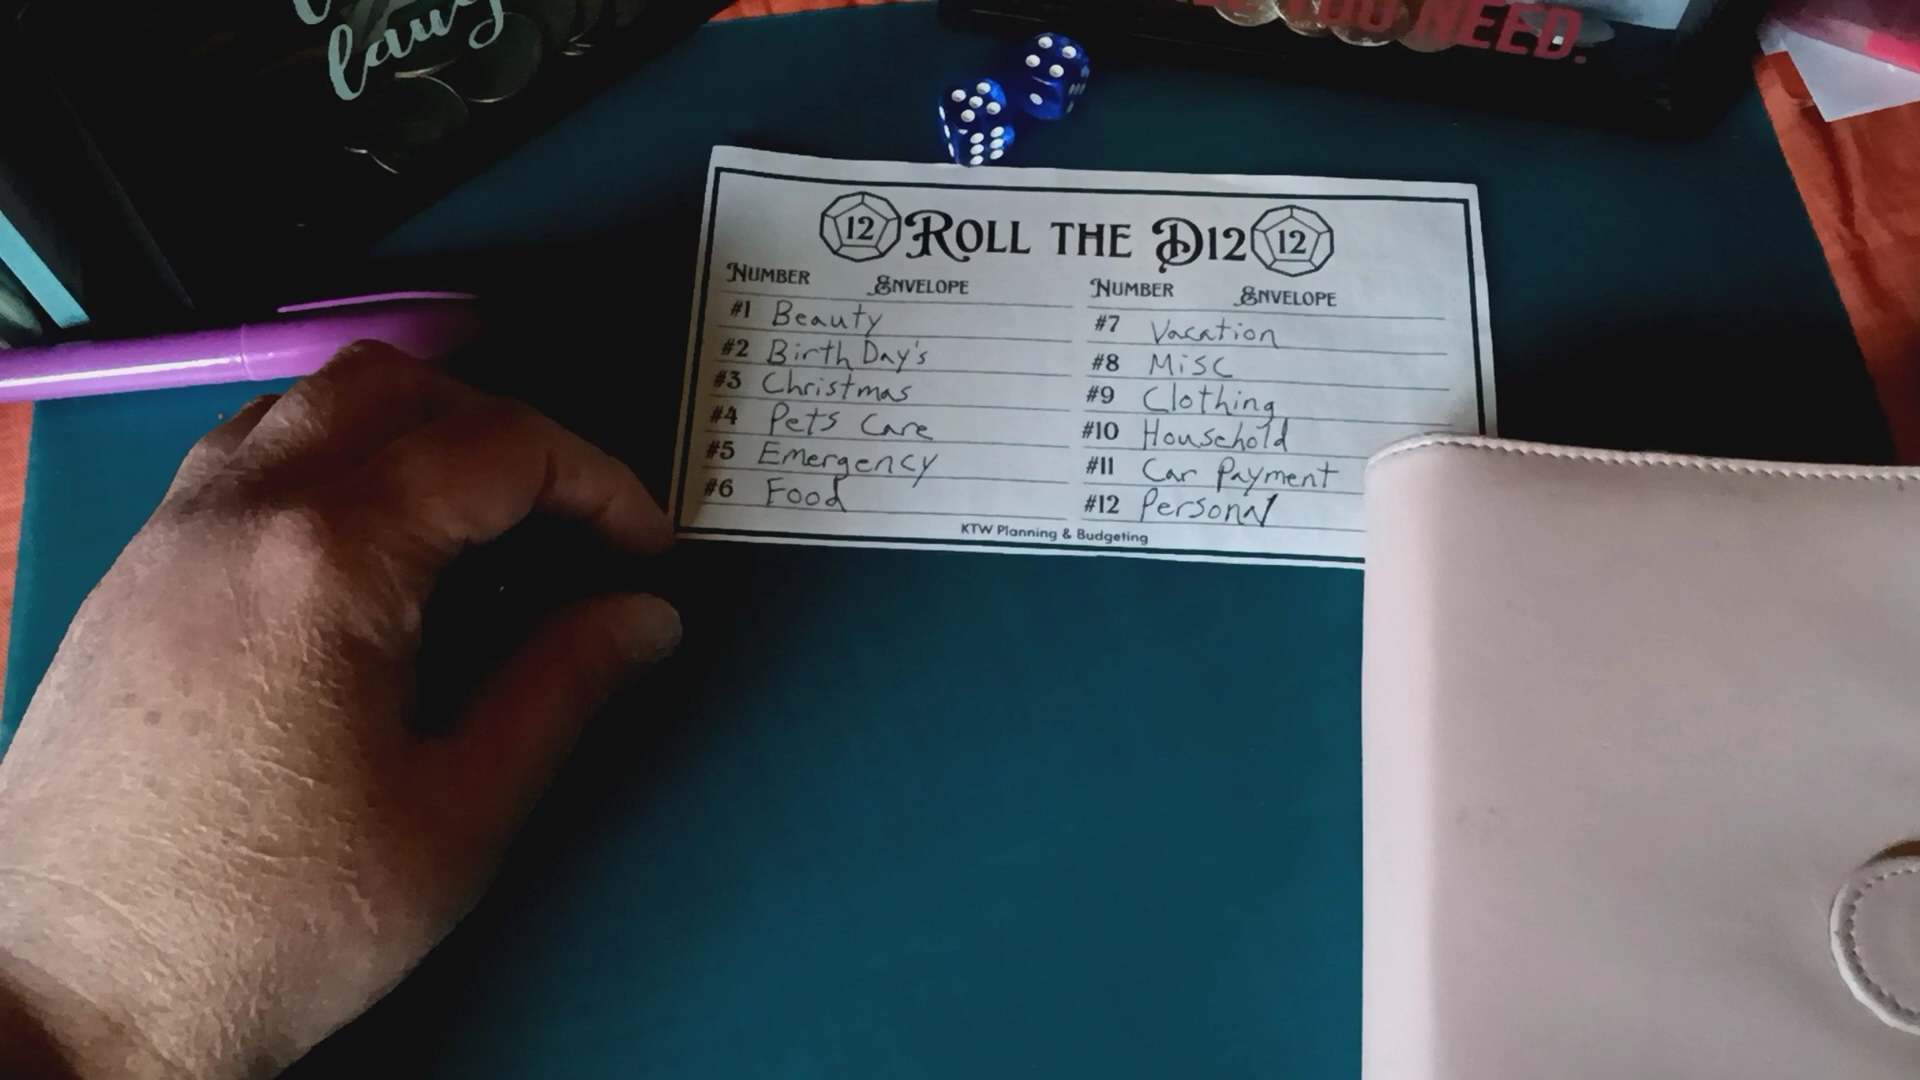 lau
YOU NEED.
12 ROLL THE D12 12
NUMBER ENVELOPE
#1 Beauty
#2 Birth Day's
#3 Christmas
#4 Pets Care
#5 Emergency
#6 Food
NUMBER ENVELOPE
#7 Vacation
#8 Misc
#9 Clothing
#10 Household
#11 Car Payment
#12 Personal
KTW Planning & Budgeting